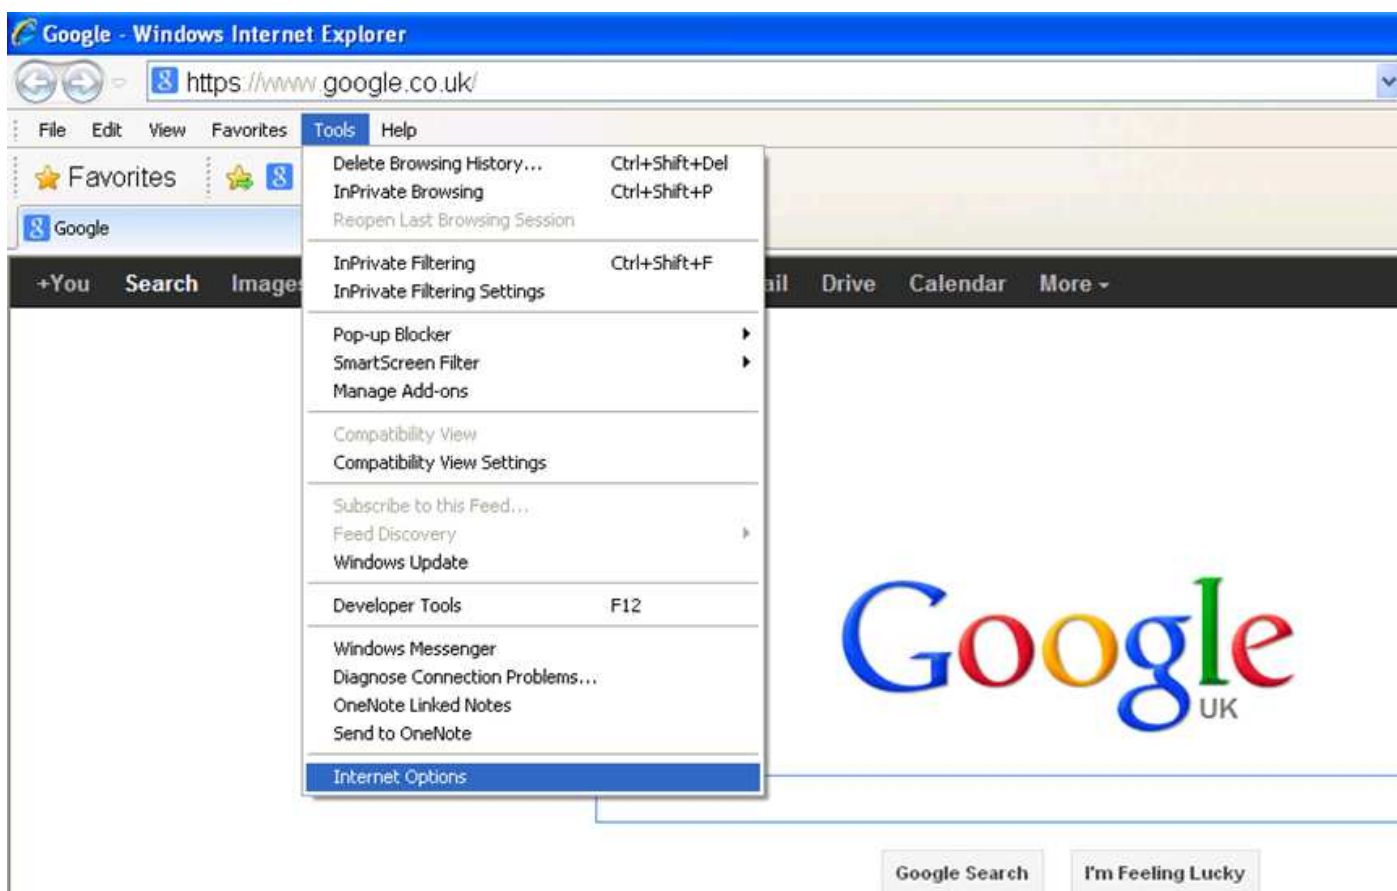 Google - Windows Internet Explorer
https://www.google.co.uk/
File Edit View Favorites Tools Help
Favorites
Google
Delete Browsing History... Ctrl+Shift+Del
InPrivate Browsing Ctrl+Shift+P
Reopen Last Browsing Session
InPrivate Filtering Ctrl+Shift+F
InPrivate Filtering Settings
Pop-up Blocker
SmartScreen Filter
Manage Add-ons
Compatibility View
Compatibility View Settings
Subscribe to this Feed...
Feed Discovery
Windows Update
Developer Tools F12
Windows Messenger
Diagnose Connection Problems...
OneNote Linked Notes
Send to OneNote
Internet Options
+You Search Images Drive Calendar More
Google
UK
Google Search I'm Feeling Lucky